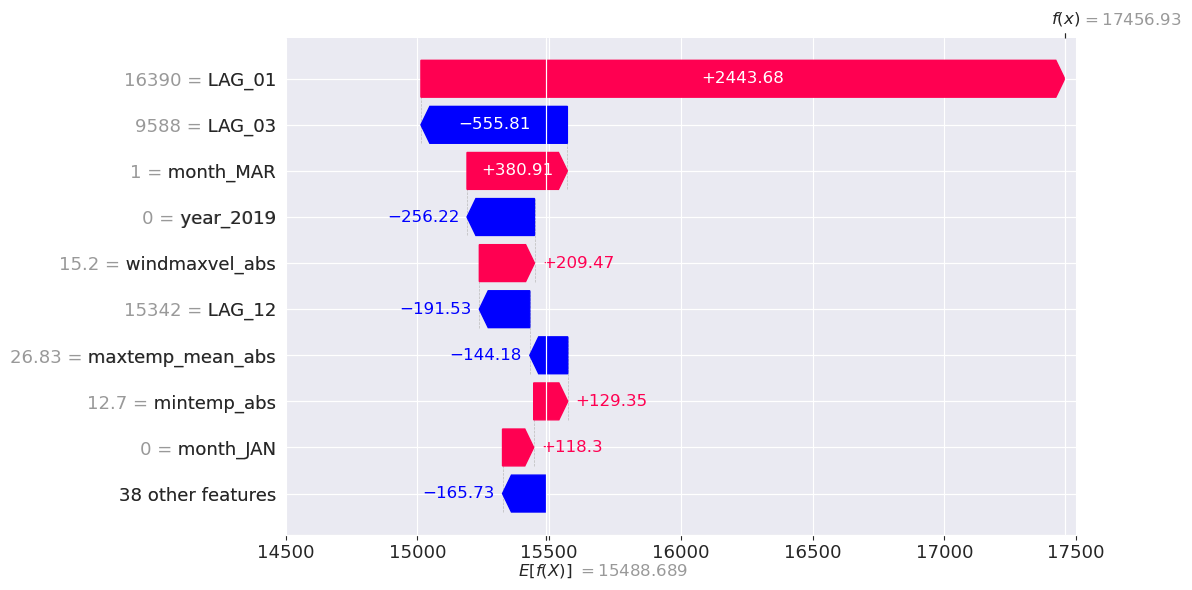 f(x) = 17456.93
16390 = LAG_01 +2443.68
9588 = LAG_03 −555.81
1 = month_MAR +380.91
0 = year_2019 −256.22
15.2 = windmaxvel_abs +209.47
15342 = LAG_12 −191.53
26.83 = maxtemp_mean_abs −144.18
12.7 = mintemp_abs +129.35
0 = month_JAN +118.3
38 other features −165.73
14500 15000 15500 16000 16500 17000 17500
E[f(X)] = 15488.689